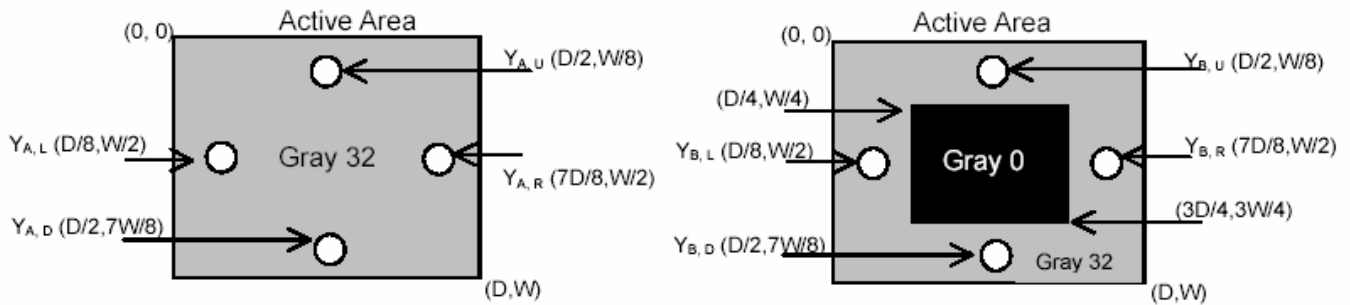 Active Area
(0, 0)
YA, U (D/2,W/8)
YA, L (D/8,W/2)
Gray 32
YA, R (7D/8,W/2)
YA, D (D/2,7W/8)
(D,W)
Active Area
(0, 0)
YB, U (D/2,W/8)
(D/4,W/4)
YB, L (D/8,W/2)
Gray 0
YB, R (7D/8,W/2)
(3D/4,3W/4)
YB, D (D/2,7W/8)
Gray 32
(D,W)